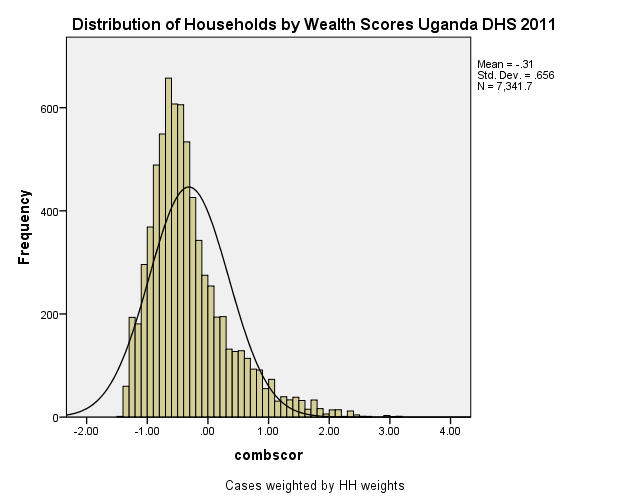 Distribution of Households by Wealth Scores Uganda DHS 2011
Mean = -.31
Std. Dev. = .656
N = 7,341.7
Frequency
600
400
200
0
-2.00 -1.00 .00 1.00 2.00 3.00 4.00
combscor
Cases weighted by HH weights